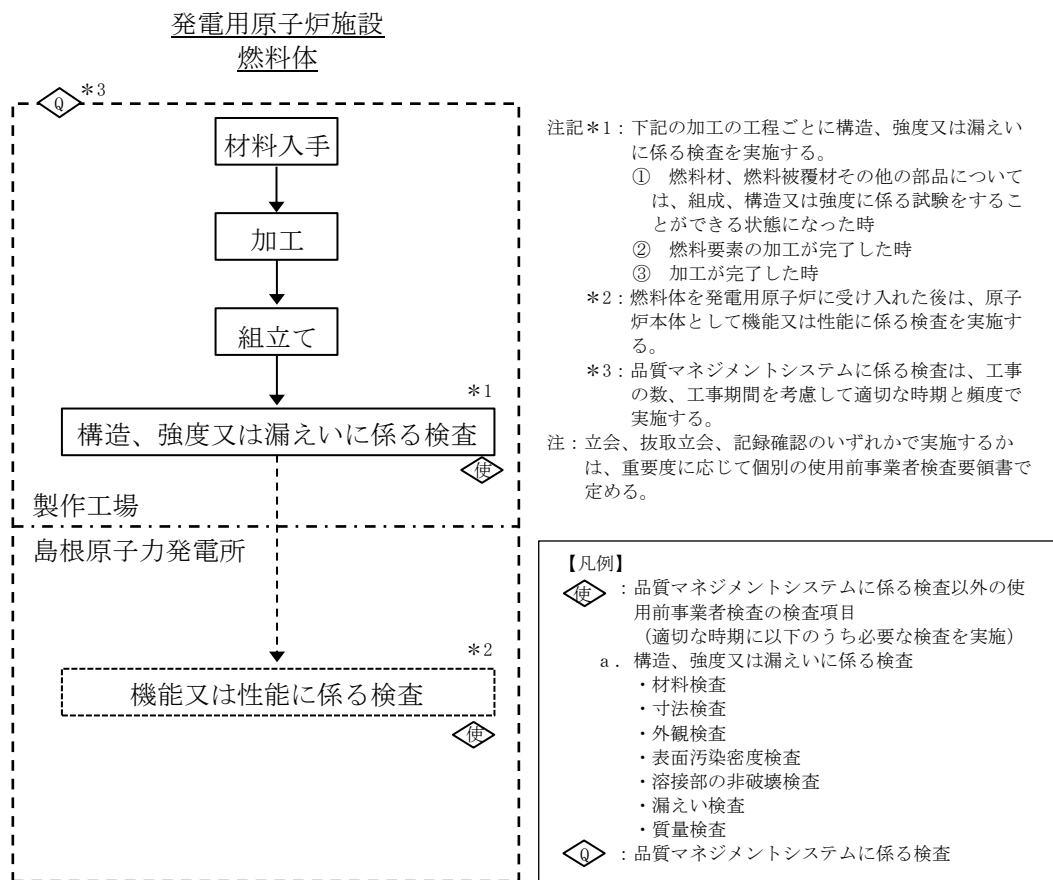 発電用原子炉施設
燃料体
Q
*3
材料入手
加工
組立て
*1
構造、強度又は漏えいに係る検査
使
製作工場
島根原子力発電所
*2
機能又は性能に係る検査
使
注記*1：下記の加工の工程ごとに構造、強度又は漏えい
に係る検査を実施する。
① 燃料材、燃料被覆材その他の部品について
は、組成、構造又は強度に係る試験をするこ
とができる状態になった時
② 燃料要素の加工が完了した時
③ 加工が完了した時
*2：燃料体を発電用原子炉に受け入れた後は、原子
炉本体として機能又は性能に係る検査を実施す
る。
*3：品質マネジメントシステムに係る検査は、工事
の数、工事期間を考慮して適切な時期と頻度で
実施する。
注：立会、抜取立会、記録確認のいずれかで実施するか
は、重要度に応じて個別の使用前事業者検査要領書で
定める。
【凡例】
使 ：品質マネジメントシステムに係る検査以外の使
用前事業者検査の検査項目
（適切な時期に以下のうち必要な検査を実施）
a．構造、強度又は漏えいに係る検査
・材料検査
・寸法検査
・外観検査
・表面汚染密度検査
・溶接部の非破壊検査
・漏えい検査
・質量検査
Q ：品質マネジメントシステムに係る検査